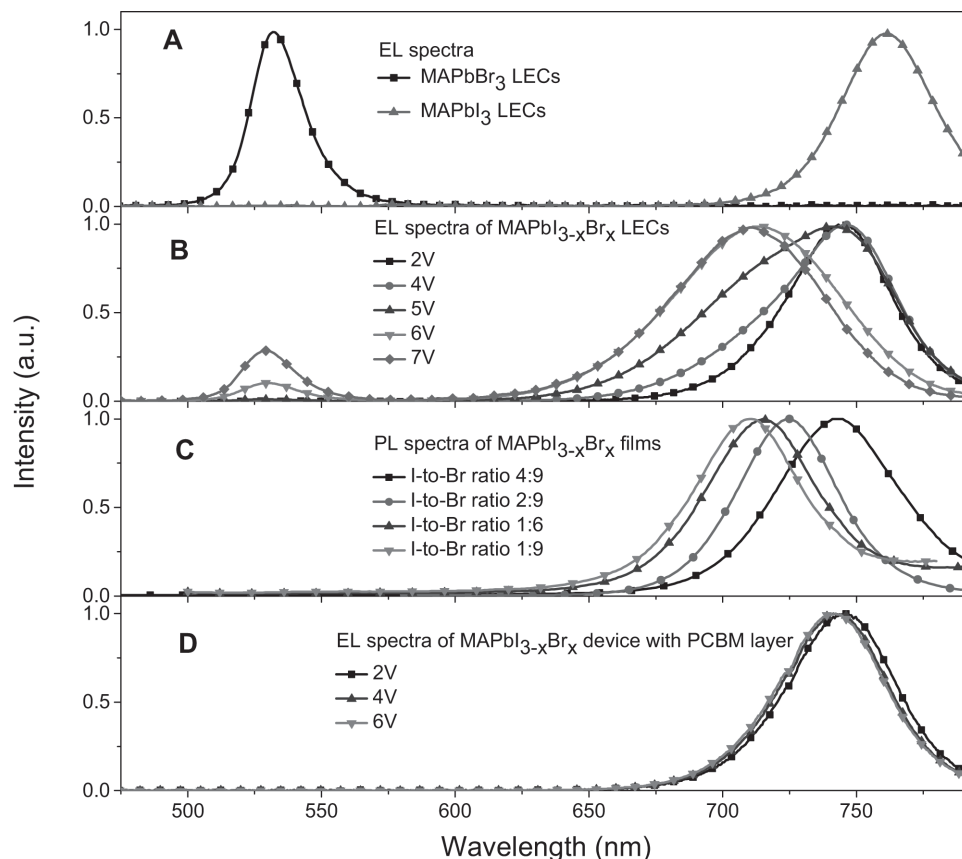 Intensity (a.u.)
1.0
0.5
0.0
A
EL spectra
MAPbBr3 LECs
MAPbI3 LECs
1.0
0.5
0.0
B
EL spectra of MAPbI3-xBrx LECs
2V
4V
5V
6V
7V
1.0
0.5
0.0
C
PL spectra of MAPbI3-xBrx films
I-to-Br ratio 4:9
I-to-Br ratio 2:9
I-to-Br ratio 1:6
I-to-Br ratio 1:9
1.0
0.5
0.0
D
EL spectra of MAPbI3-xBrx device with PCBM layer
2V
4V
6V
500 550 600 650 700 750
Wavelength (nm)